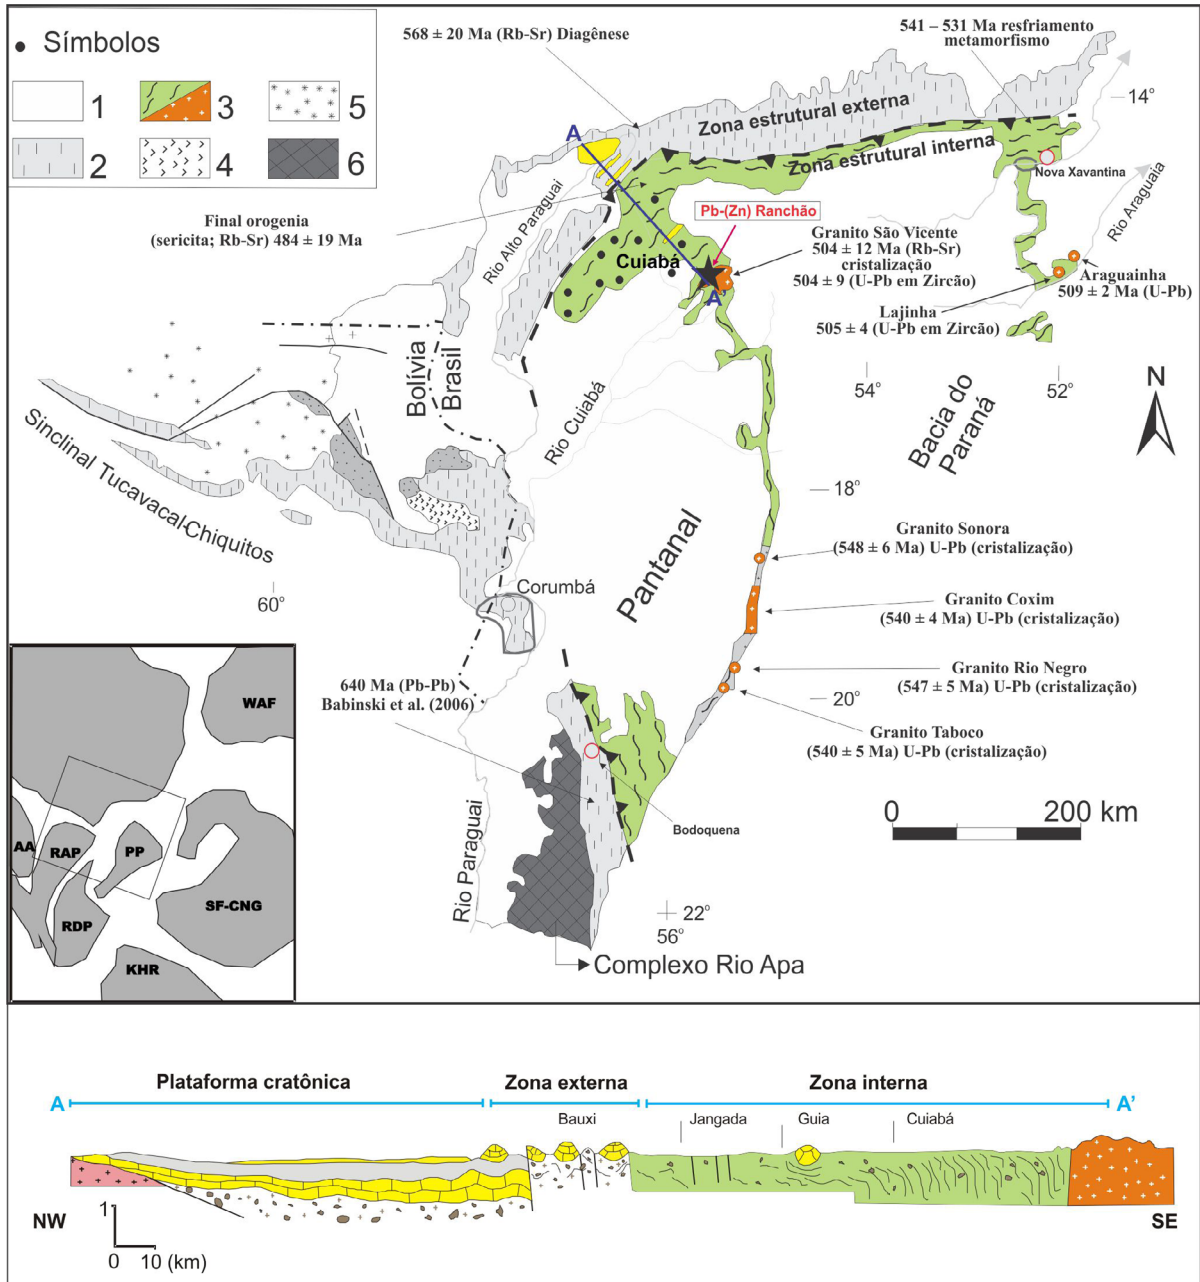 Símbolos
1
3
5
2
4
6
568 ± 20 Ma (Rb-Sr) Diagênese
541 – 531 Ma resfriamento
metamorfismo
14°
Zona estrutural externa
Zona estrutural interna
A
Nova Xavantina
Rio Araguaia
Rio Alto Paraguai
Final orogenia
(sericita; Rb-Sr) 484 ± 19 Ma
Pb-(Zn) Ranchão
Granito São Vicente
504 ± 12 Ma (Rb-Sr)
cristalização
504 ± 9 (U-Pb em Zircão)
Cuiabá
A'
Araguainha
509 ± 2 Ma (U-Pb)
Lajinha
505 ± 4 (U-Pb em Zircão)
Bolívia
Brasil
54°
52°
N
Rio Cuiabá
Bacia do
Paraná
Sinclinal Tucavacal-Chiquitos
18°
Pantanal
Granito Sonora
(548 ± 6 Ma) U-Pb (cristalização)
60°
Corumbá
Granito Coxim
(540 ± 4 Ma) U-Pb (cristalização)
640 Ma (Pb-Pb)
Babinski et al. (2006)
Granito Rio Negro
(547 ± 5 Ma) U-Pb (cristalização)
20°
Granito Taboco
(540 ± 5 Ma) U-Pb (cristalização)
WAF
AA
RAP
PP
SF-CNG
RDP
KHR
Rio Paraguai
Bodoquena
0
200 km
22°
56°
Complexo Rio Apa
Plataforma cratônica
Zona externa
Zona interna
A
A'
Bauxi
Jangada
Guia
Cuiabá
NW
1
0
10 (km)
SE